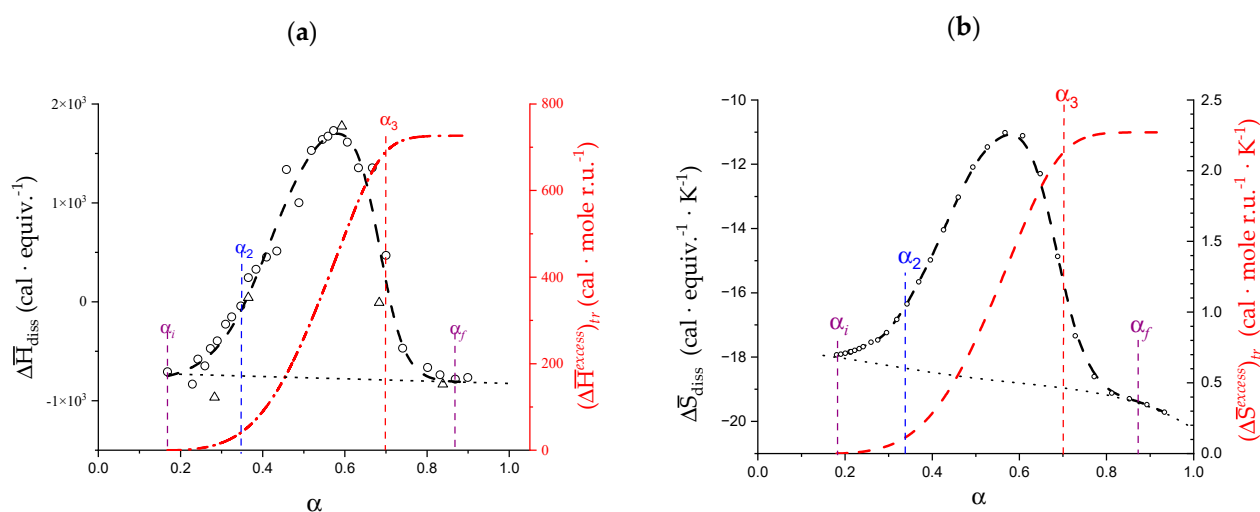 (a)
(b)
2×10³
1×10³
0
-1×10³
0.0
0.2
0.4
0.6
0.8
1.0
α
ΔH̅diss (cal · equiv.⁻¹)
800
600
400
200
0
(ΔH̅ᵉˣᶜᵉˢˢ)tr (cal · mole r.u.⁻¹)
αi
α₂
α₃
αf
-10
-12
-14
-16
-18
-20
0.0
0.2
0.4
0.6
0.8
1.0
α
ΔS̅diss (cal · equiv.⁻¹ · K⁻¹)
2.5
2.0
1.5
1.0
0.5
0.0
(ΔS̅ᵉˣᶜᵉˢˢ)tr (cal · mole r.u.⁻¹ · K⁻¹)
αi
α₂
α₃
αf